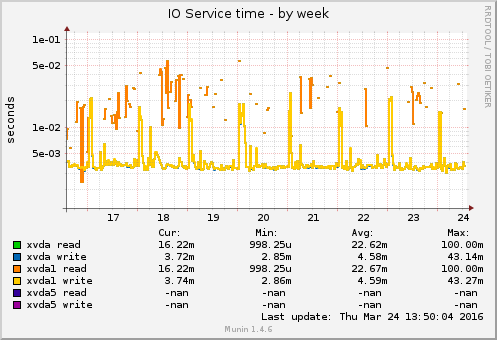 IO Service time - by week
RRDTOOL / TOBI OETIKER
seconds
1e-01
5e-02
1e-02
5e-03
17 18 19 20 21 22 23 24
Cur: Min: Avg: Max:
xvda read 16.22m 998.25u 22.62m 100.00m
xvda write 3.72m 2.85m 4.58m 43.14m
xvda1 read 16.22m 998.25u 22.67m 100.00m
xvda1 write 3.74m 2.86m 4.59m 43.27m
xvda5 read -nan -nan -nan -nan
xvda5 write -nan -nan -nan -nan
Last update: Thu Mar 24 13:50:04 2016
Munin 1.4.6